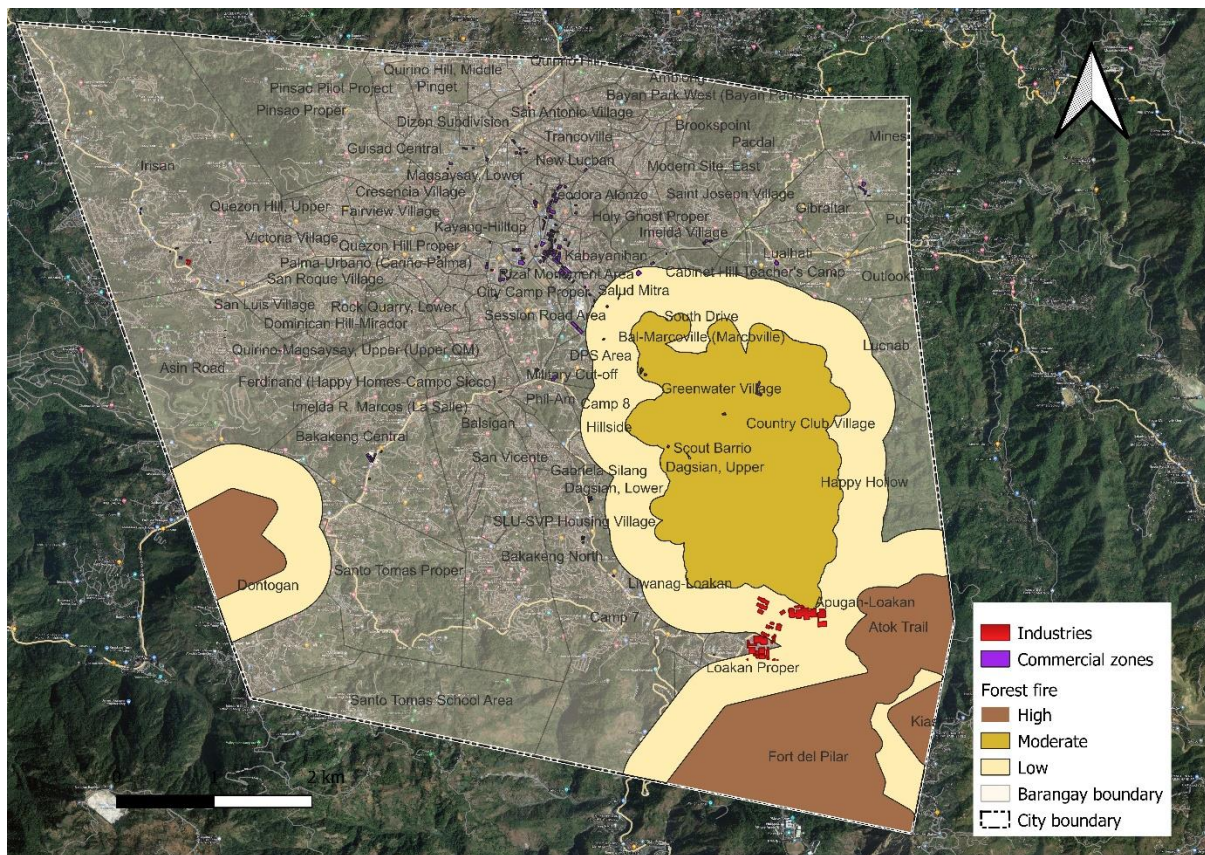 Quirino Hill, Middle
Pinget
Ambiong
Pinsad Pilot Project
Bayan Park West (Bayan Park)
Pinsao Proper
San Antonio Village
Dizon Subdivision
Brookspoint
Trancoville
Pacdal
Mines
Guisad Central
New Lucban
Modern Site, East
Irisan
Magsaysay, Lower
Cresencia Village
Teodora Alonzo
Saint Joseph Village
Quezon Hill, Upper
Fairview Village
Holy Ghost Proper
Gibraltar
Kayang-Hilltop
Imelda Village
Victoria Village
Quezon Hill Proper
Kabayanihan
Lualhati
Palma-Urbano (Cariño-Palma)
Rizal Monument Area
Cabinet Hill-Teacher's Camp
Outlook
San Roque Village
City Camp Proper
Salud Mitra
San Luis Village
Rock Quarry, Lower
Session Road Area
South Drive
Dominican Hill-Mirador
Bal-Marcoville (Marcoville)
Lucnab
Quirino-Magsaysay, Upper (Upper QM)
DPS Area
Asin Road
Military Cut-off
Ferdinand (Happy Homes-Campo Sioco)
Greenwater Village
Phil-Am
Camp 8
Imelda R. Marcos (La Salle)
Balsigan
Hillside
Country Club Village
Bakakeng Central
Scout Barrio
San Vicente
Gabriela Silang
Dagsian, Upper
Dagsian, Lower
Happy Hollow
SLU-SVP Housing Village
Bakakeng North
Dontogan
Santo Tomas Proper
Liwanag-Loakan
Apugan-Loakan
Camp 7
Atok Trail
Loakan Proper
Santo Tomas School Area
Kias
Fort del Pilar
0 1 2 km
Industries
Commercial zones
Forest fire
High
Moderate
Low
Barangay boundary
City boundary